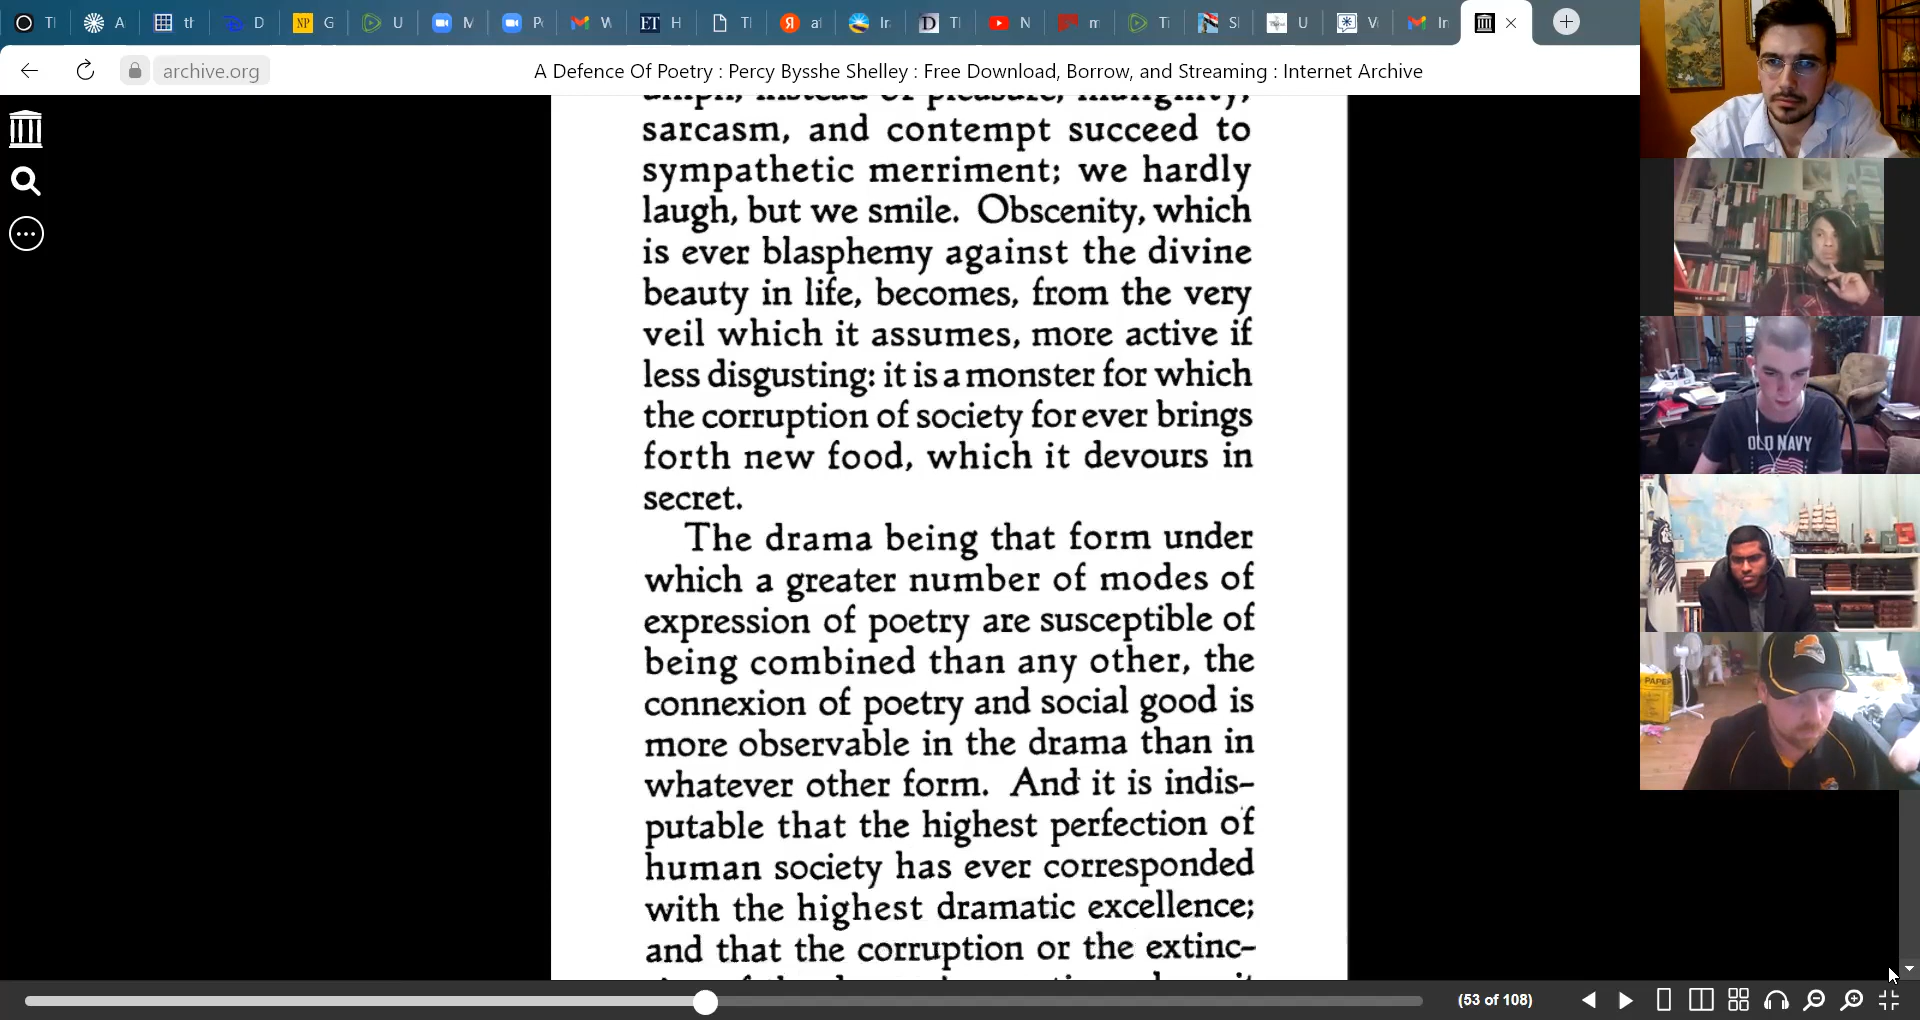 A
th
D
G
U
M
W
ET H
N
m
U
archive.org
A Defence Of Poetry : Percy Bysshe Shelley : Free Download, Borrow, and Streaming : Internet Archive
sarcasm, and contempt succeed to
sympathetic merriment; we hardly
laugh, but we smile. Obscenity, which
is ever blasphemy against the divine
beauty in life, becomes, from the very
veil which it assumes, more active if
less disgusting: it is a monster for which
the corruption of society for ever brings
forth new food, which it devours in
secret.
The drama being that form under
which a greater number of modes of
expression of poetry are susceptible of
being combined than any other, the
connexion of poetry and social good is
more observable in the drama than in
whatever other form. And it is indis-
putable that the highest perfection of
human society has ever corresponded
with the highest dramatic excellence;
and that the corruption or the extinc-
(53 of 108)
OLD NAVY
PAPER